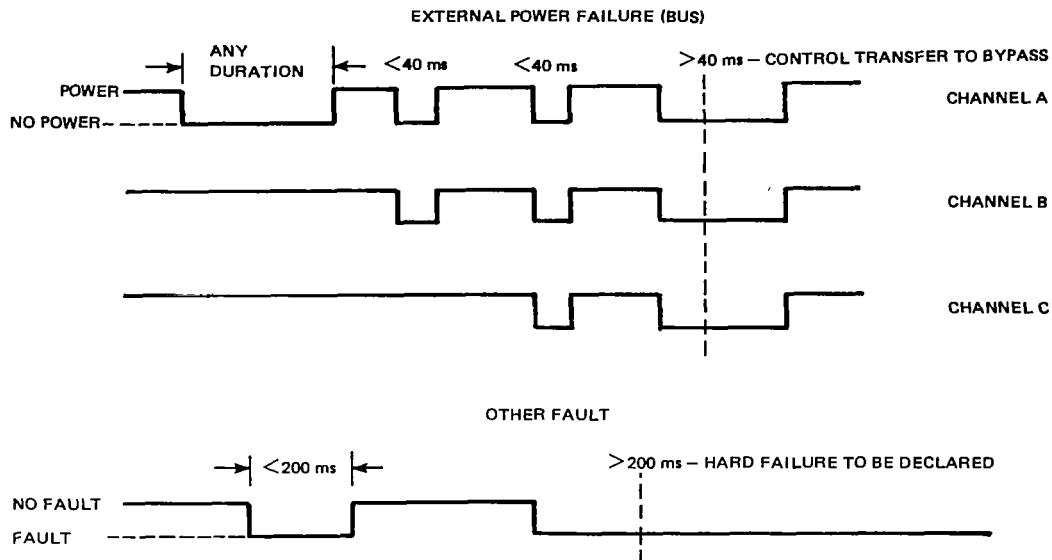 EXTERNAL POWER FAILURE (BUS)
ANY
DURATION
<40 ms
<40 ms
>40 ms – CONTROL TRANSFER TO BYPASS
POWER
NO POWER
CHANNEL A
CHANNEL B
CHANNEL C
OTHER FAULT
<200 ms
>200 ms – HARD FAILURE TO BE DECLARED
NO FAULT
FAULT